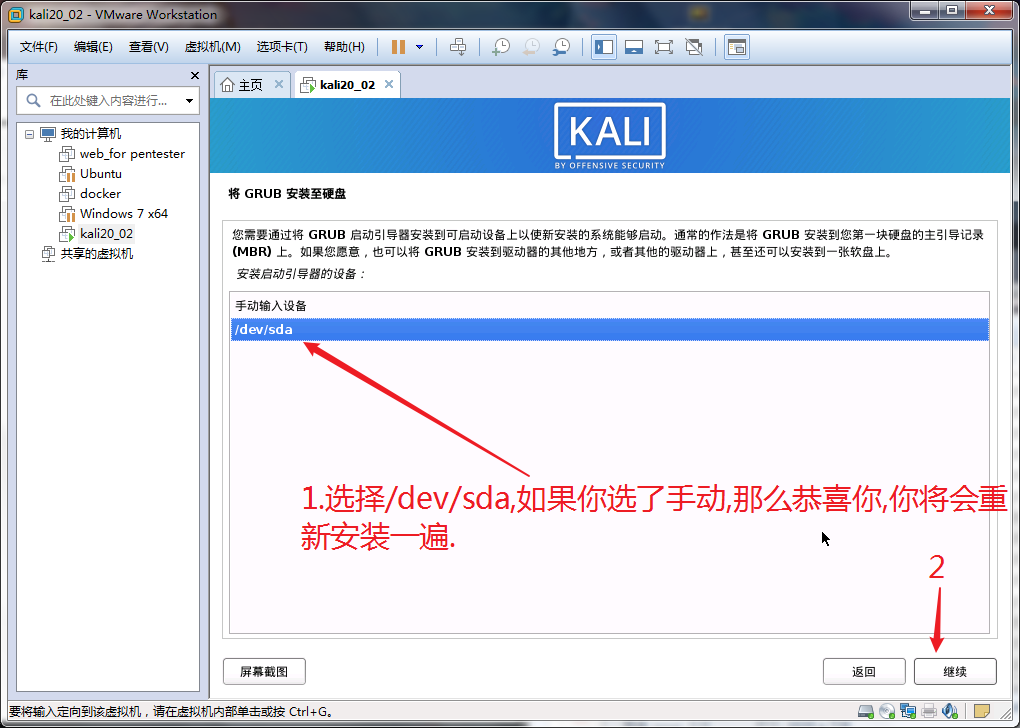 kali20_02 - VMware Workstation
文件(F) 编辑(E) 查看(V) 虚拟机(M) 选项卡(T) 帮助(H)
库
在此处键入内容进行...
我的计算机
web_for pentester
Ubuntu
docker
Windows 7 x64
kali20_02
共享的虚拟机
主页
kali20_02
KALI
BY OFFENSIVE SECURITY
将 GRUB 安装至硬盘
您需要通过将 GRUB 启动引导器安装到可启动设备上以使新安装的系统能够启动。通常的作法是将 GRUB 安装到您第一块硬盘的主引导记录
(MBR) 上。如果您愿意，也可以将 GRUB 安装到驱动器的其他地方，或者其他的驱动器上，甚至还可以安装到一张软盘上。
安装启动引导器的设备：
手动输入设备
/dev/sda
1.选择/dev/sda,如果你选了手动,那么恭喜你,你将会重
新安装一遍.
2
屏幕截图
返回
继续
要将输入定向到该虚拟机，请在虚拟机内部单击或按 Ctrl+G。